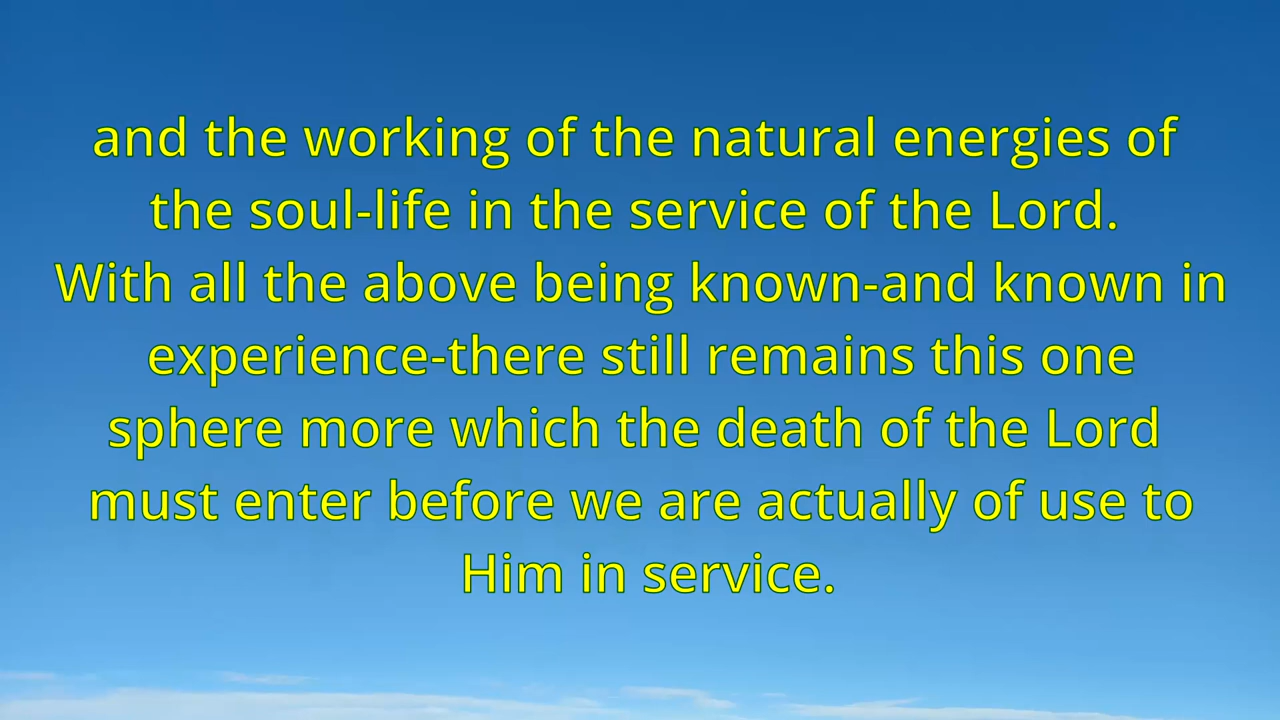 and the working of the natural energies of
the soul-life in the service of the Lord.
With all the above being known-and known in
experience-there still remains this one
sphere more which the death of the Lord
must enter before we are actually of use to
Him in service.